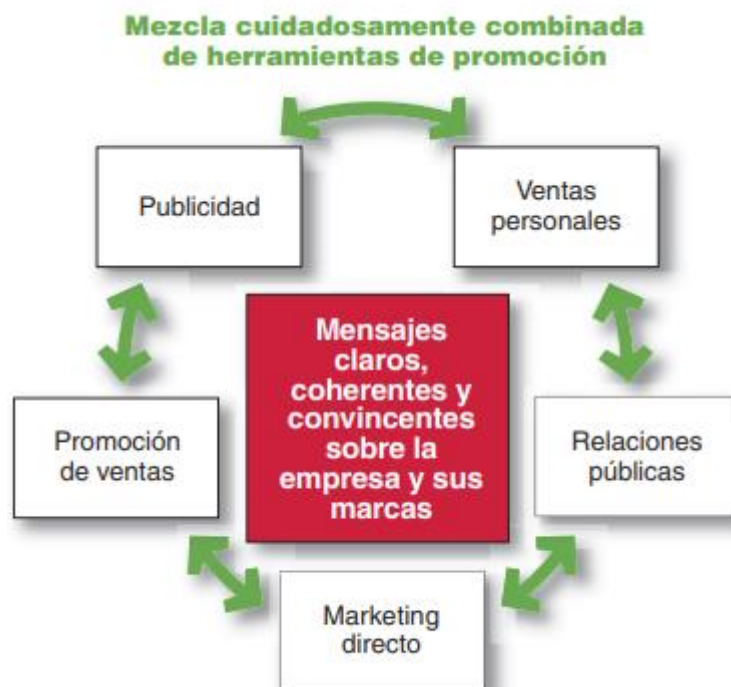 Mezcla cuidadosamente combinada
de herramientas de promoción
Publicidad
Ventas
personales
Mensajes
claros,
coherentes y
convincentes
sobre la
empresa y sus
marcas
Promoción
de ventas
Relaciones
públicas
Marketing
directo